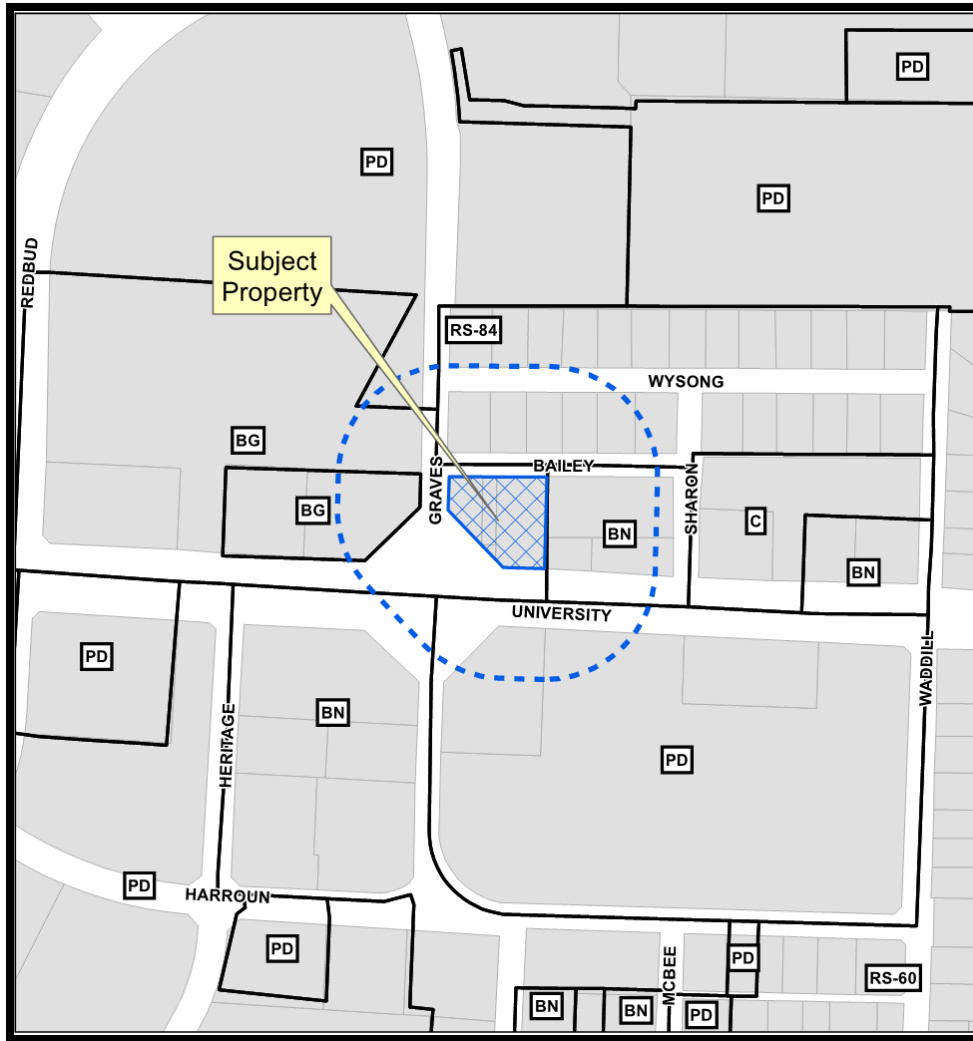 PD
PD
PD
REDBUD
Subject
Property
RS-84
WYSONG
BG
GRAVES
BAILEY
SHARON
BG
C
BN
BN
UNIVERSITY
WADDILL
PD
BN
HERITAGE
PD
PD
HARROUN
PD
MCBEE
PD
RS-60
BN
BN
PD